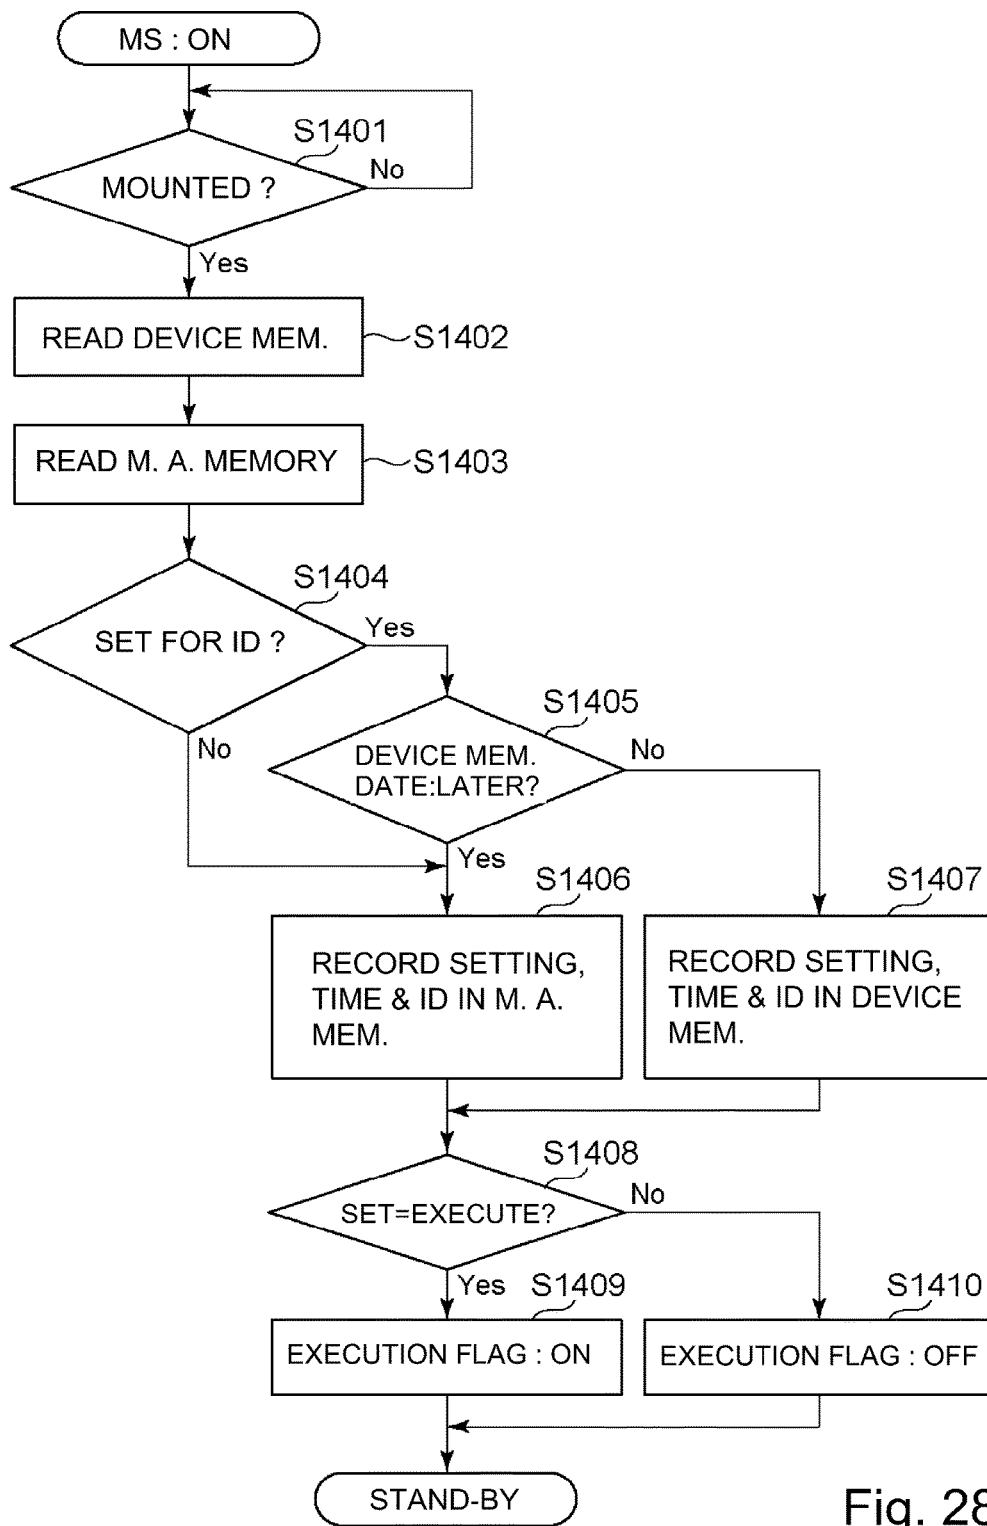 MS : ON
S1401
MOUNTED ?
No
Yes
READ DEVICE MEM.
S1402
READ M. A. MEMORY
S1403
S1404
SET FOR ID ?
Yes
No
S1405
DEVICE MEM.
DATE:LATER?
No
Yes
S1406
RECORD SETTING,
TIME & ID IN M. A.
MEM.
S1407
RECORD SETTING,
TIME & ID IN DEVICE
MEM.
S1408
SET=EXECUTE?
No
Yes
S1409
EXECUTION FLAG : ON
S1410
EXECUTION FLAG : OFF
STAND-BY
Fig. 28